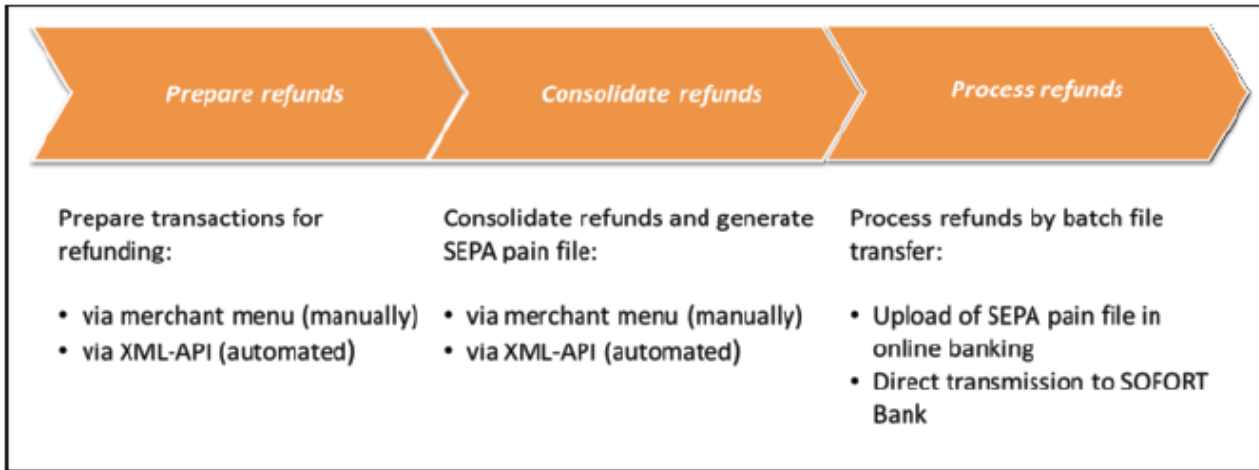 Prepare refunds
Consolidate refunds
Process refunds
Prepare transactions for
refunding:
• via merchant menu (manually)
• via XML-API (automated)
Consolidate refunds and generate
SEPA pain file:
• via merchant menu (manually)
• via XML-API (automated)
Process refunds by batch file
transfer:
• Upload of SEPA pain file in
online banking
• Direct transmission to SOFORT
Bank